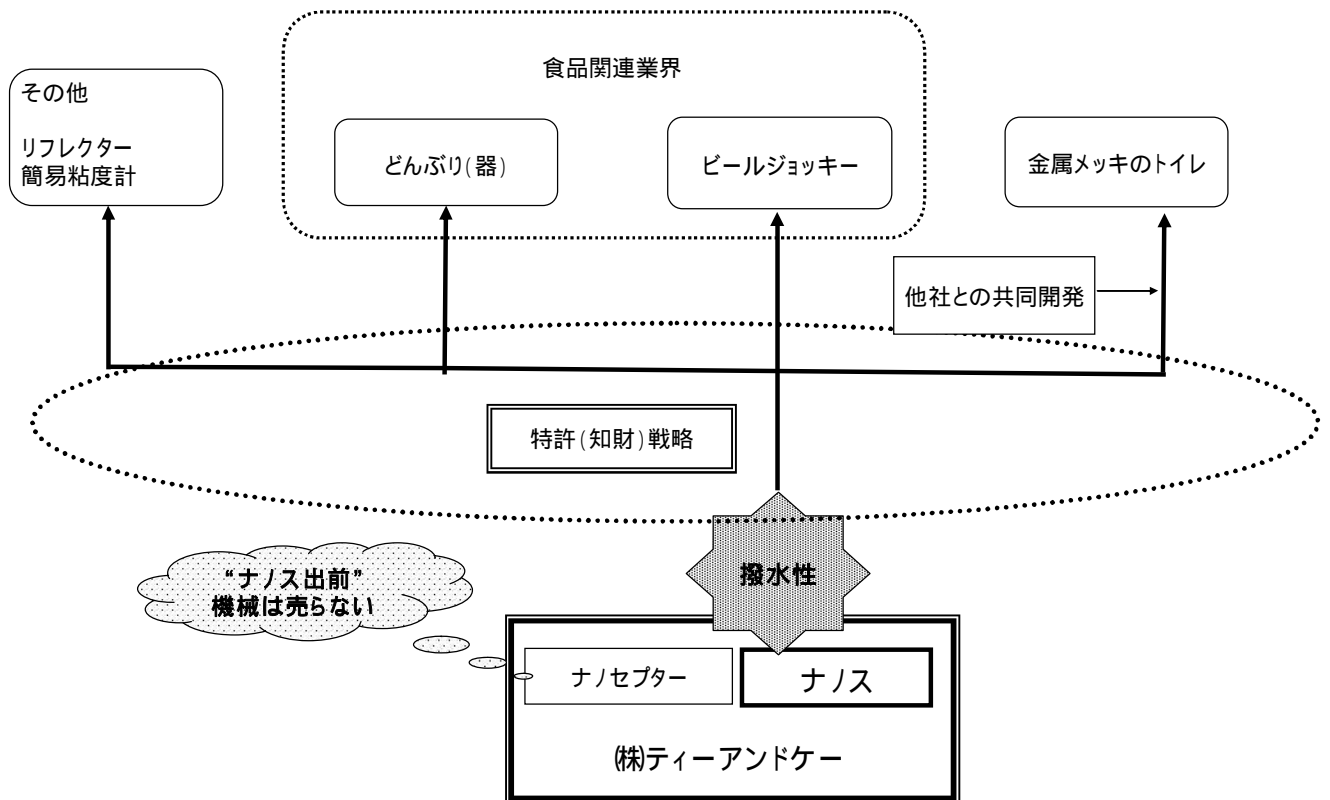 食品関連業界
その他
リフレクター
簡易粘度計
どんぶり(器)
ビールジョッキー
金属メッキのトイレ
他社との共同開発
特許(知財)戦略
撥水性
“ナノス出前”
機械は売らない
ナノセプター
ナノス
㈱ティーアンドケー